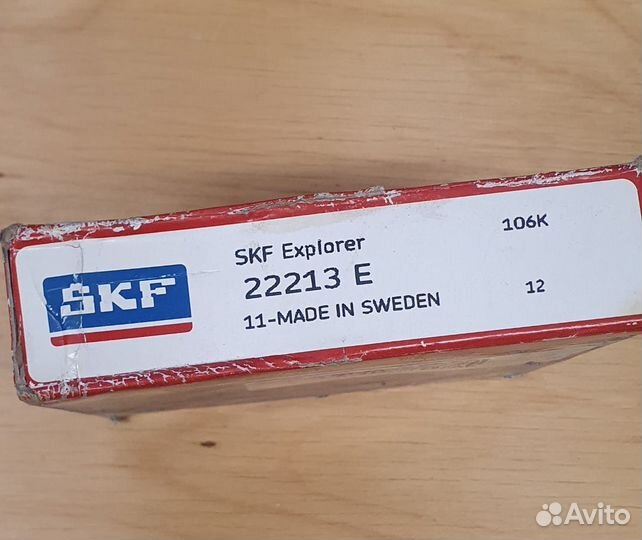 SKF
SKF Explorer
22213 E
11-MADE IN SWEDEN
106K
12
Avito